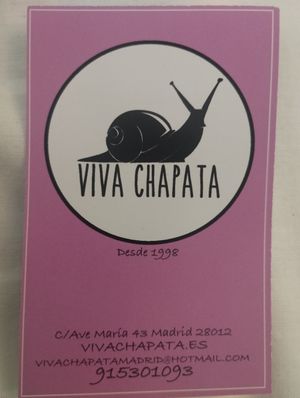 VIVA CHAPATA
Desde 1998
C/Ave María 43 Madrid 28012
VIVACHAPATA.ES
VIVACHAPATAMADRID@HOTMAIL.COM
915301093